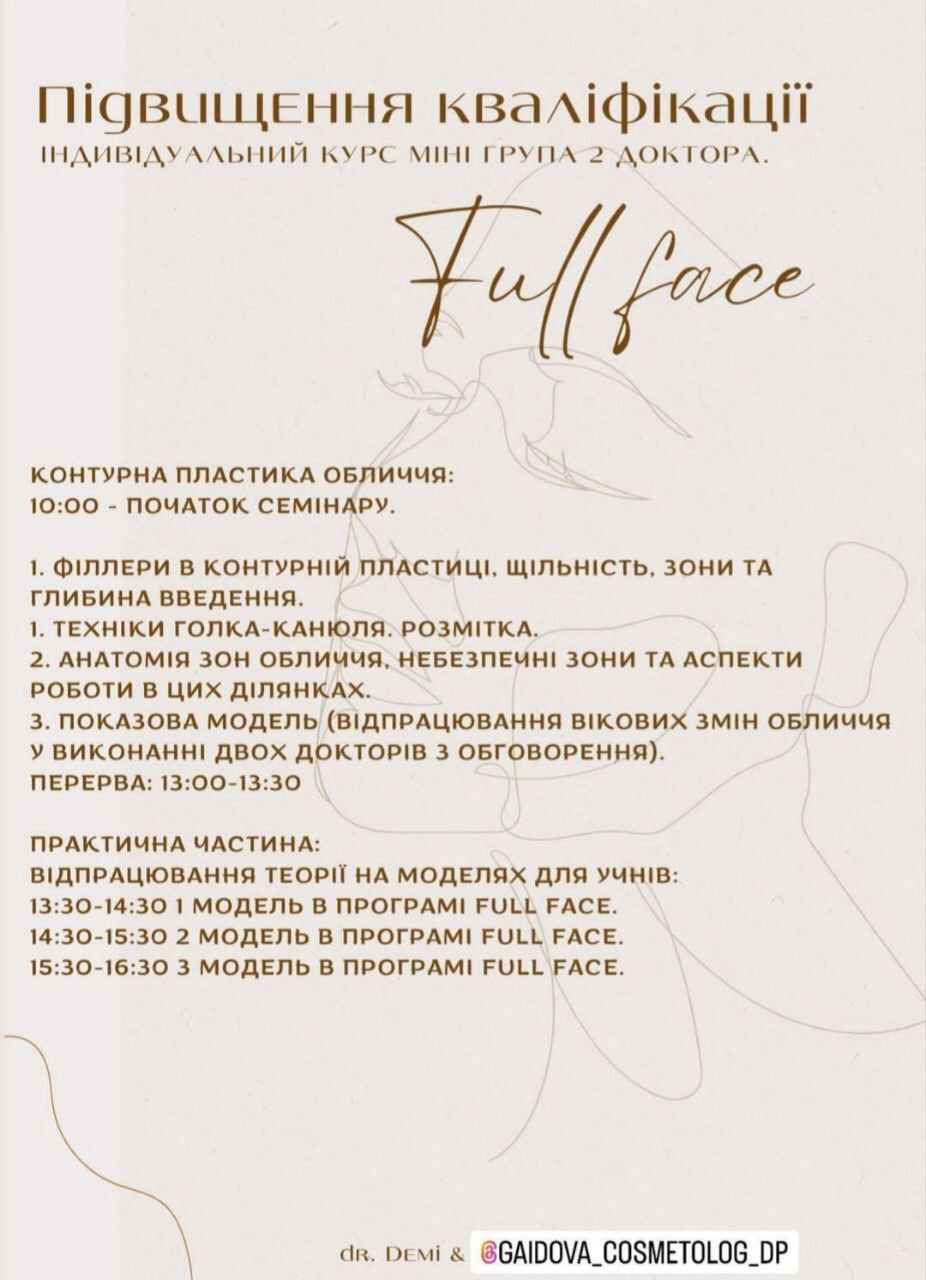 Підвищення кваліфікації
ІНДИВІДУАЛЬНИЙ КУРС МІНІ ГРУПА 2 ДОКТОРА.
Full face
КОНТУРНА ПЛАСТИКА ОБЛИЧЧЯ:
10:00 - ПОЧАТОК СЕМІНАРУ.
1. ФІЛЛЕРИ В КОНТУРНІЙ ПЛАСТИЦІ, ЩІЛЬНІСТЬ, ЗОНИ ТА
ГЛИБИНА ВВЕДЕННЯ.
1. ТЕХНІКИ ГОЛКА-КАНЮЛЯ. РОЗМІТКА.
2. АНАТОМІЯ ЗОН ОБЛИЧЧЯ, НЕБЕЗПЕЧНІ ЗОНИ ТА АСПЕКТИ
РОБОТИ В ЦИХ ДІЛЯНКАХ.
3. ПОКАЗОВА МОДЕЛЬ (ВІДПРАЦЮВАННЯ ВІКОВИХ ЗМІН ОБЛИЧЧЯ
У ВИКОНАННІ ДВОХ ДОКТОРІВ З ОБГОВОРЕННЯ).
ПЕРЕРВА: 13:00-13:30
ПРАКТИЧНА ЧАСТИНА:
ВІДПРАЦЮВАННЯ ТЕОРІЇ НА МОДЕЛЯХ ДЛЯ УЧНІВ:
13:30-14:30 1 МОДЕЛЬ В ПРОГРАМІ FULL FACE.
14:30-15:30 2 МОДЕЛЬ В ПРОГРАМІ FULL FACE.
15:30-16:30 3 МОДЕЛЬ В ПРОГРАМІ FULL FACE.
dr. Demi & @GAIDOVA_COSMETOLOG_DP